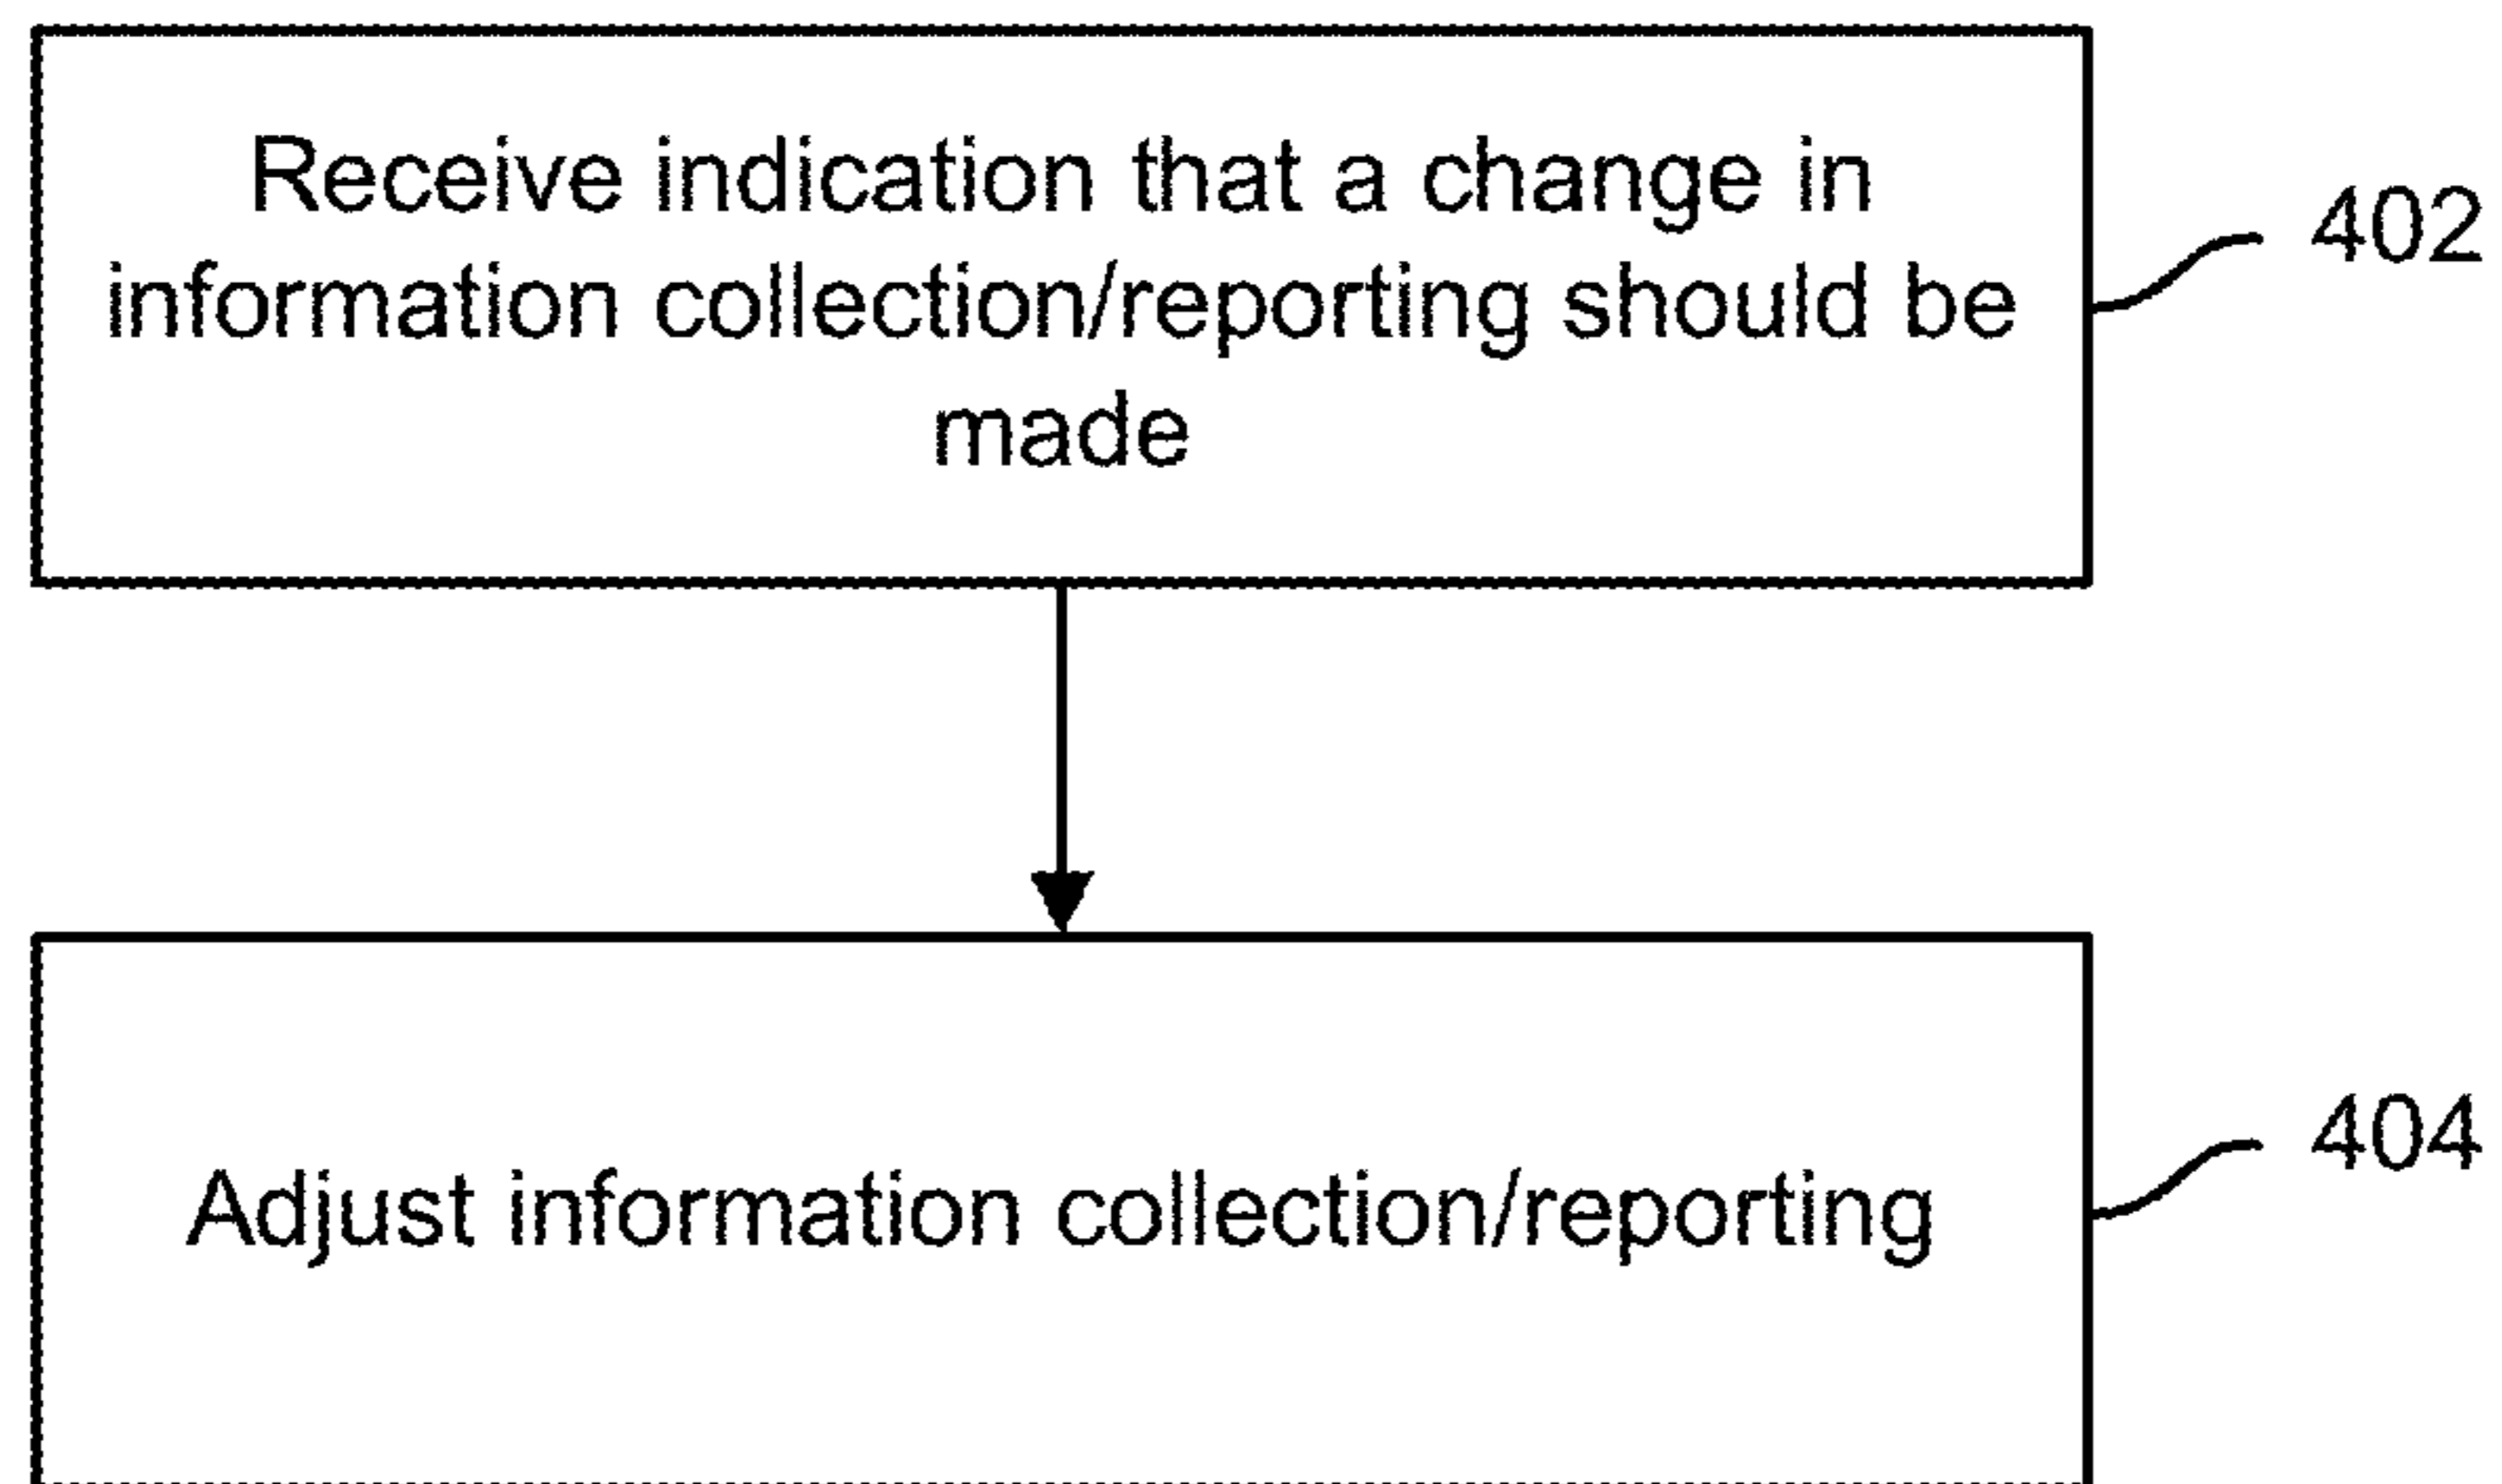 Receive indication that a change in
information collection/reporting should be
made
402
Adjust information collection/reporting
404